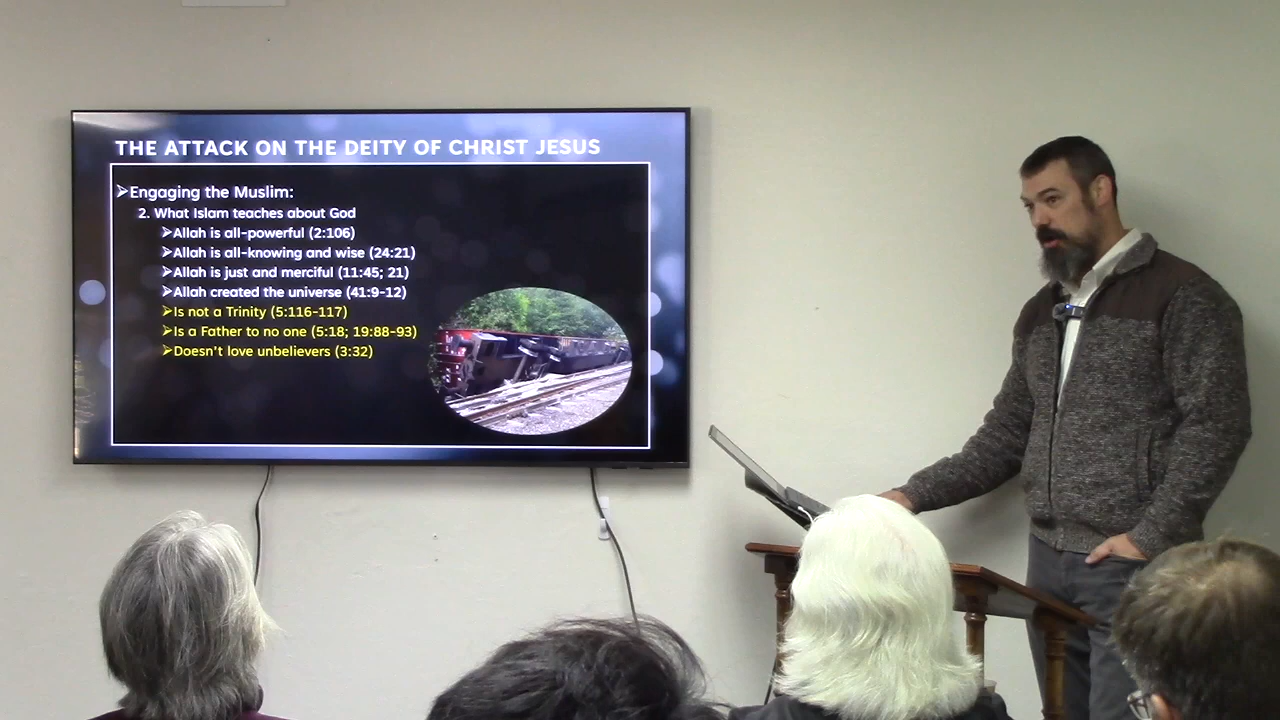 THE ATTACK ON THE DEITY OF CHRIST JESUS
➢Engaging the Muslim:
2. What Islam teaches about God
➢Allah is all-powerful (2:106)
➢Allah is all-knowing and wise (24:21)
➢Allah is just and merciful (11:45; 21)
➢Allah created the universe (41:9-12)
➢Is not a Trinity (5:116-117)
➢Is a Father to no one (5:18; 19:88-93)
➢Doesn't love unbelievers (3:32)